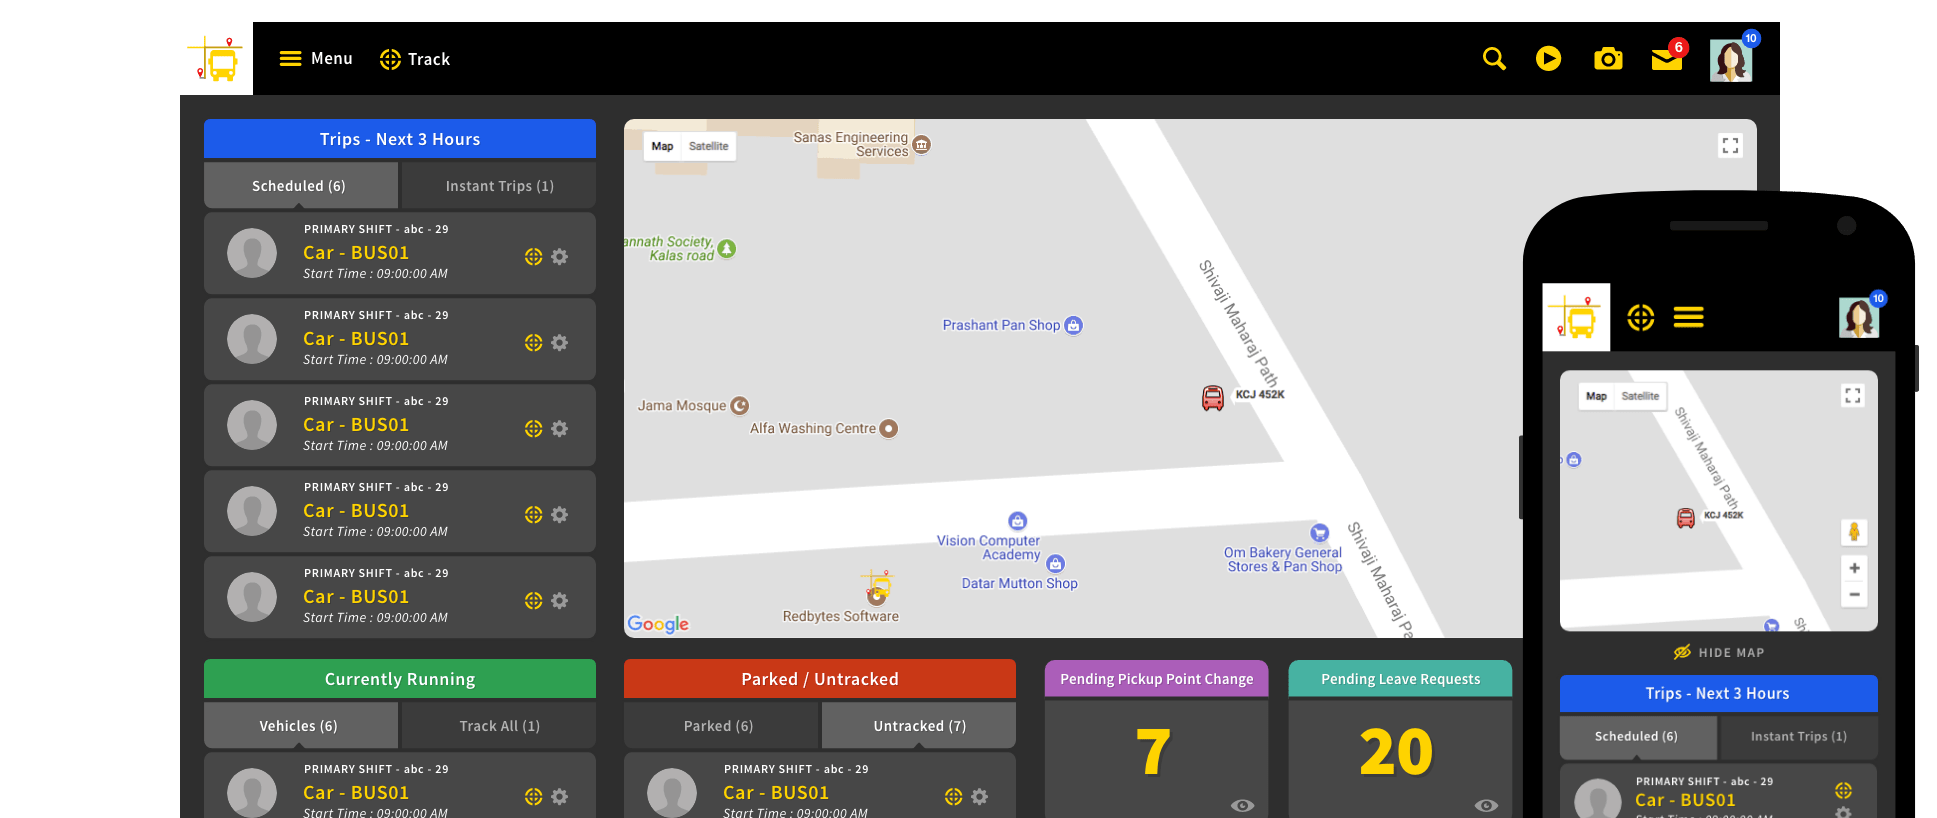 Menu
Track
6
10
Trips - Next 3 Hours
Scheduled (6)
Instant Trips (1)
PRIMARY SHIFT - abc - 29
Car - BUS01
Start Time : 09:00:00 AM
PRIMARY SHIFT - abc - 29
Car - BUS01
Start Time : 09:00:00 AM
PRIMARY SHIFT - abc - 29
Car - BUS01
Start Time : 09:00:00 AM
PRIMARY SHIFT - abc - 29
Car - BUS01
Start Time : 09:00:00 AM
PRIMARY SHIFT - abc - 29
Car - BUS01
Start Time : 09:00:00 AM
Map
Satellite
Sanas Engineering
Services
annath Society,
Kalas road
Prashant Pan Shop
Shivaji Maharaj Path
KCJ 452K
Jama Mosque
Alfa Washing Centre
Vision Computer
Academy
Datar Mutton Shop
Om Bakery General
Stores & Pan Shop
Shivaji Maharaj Pa
Redbytes Software
Google
Currently Running
Vehicles (6)
Track All (1)
PRIMARY SHIFT - abc - 29
Car - BUS01
Start Time : 09:00:00 AM
Parked / Untracked
Parked (6)
Untracked (7)
PRIMARY SHIFT - abc - 29
Car - BUS01
Start Time : 09:00:00 AM
Pending Pickup Point Change
7
Pending Leave Requests
20
10
Map
Satellite
Shivaji Maharaj Path
KCJ 452K
Shi
HIDE MAP
Trips - Next 3 Hours
Scheduled (6)
Instant Trips (1)
PRIMARY SHIFT - abc - 29
Car - BUS01
Start Time : 09:00:00 AM